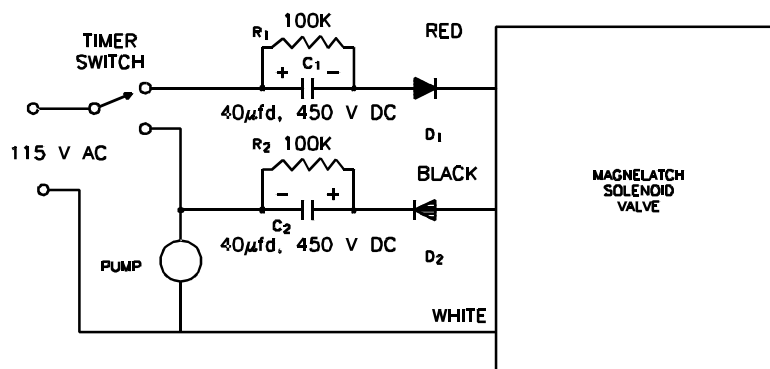 TIMER
SWITCH
R1
100K
RED
+ C1 -
40µfd, 450 V DC
D1
115 V AC
R2
100K
BLACK
- +
C2
40µfd, 450 V DC
D2
PUMP
WHITE
MAGNELATCH
SOLENOID
VALVE